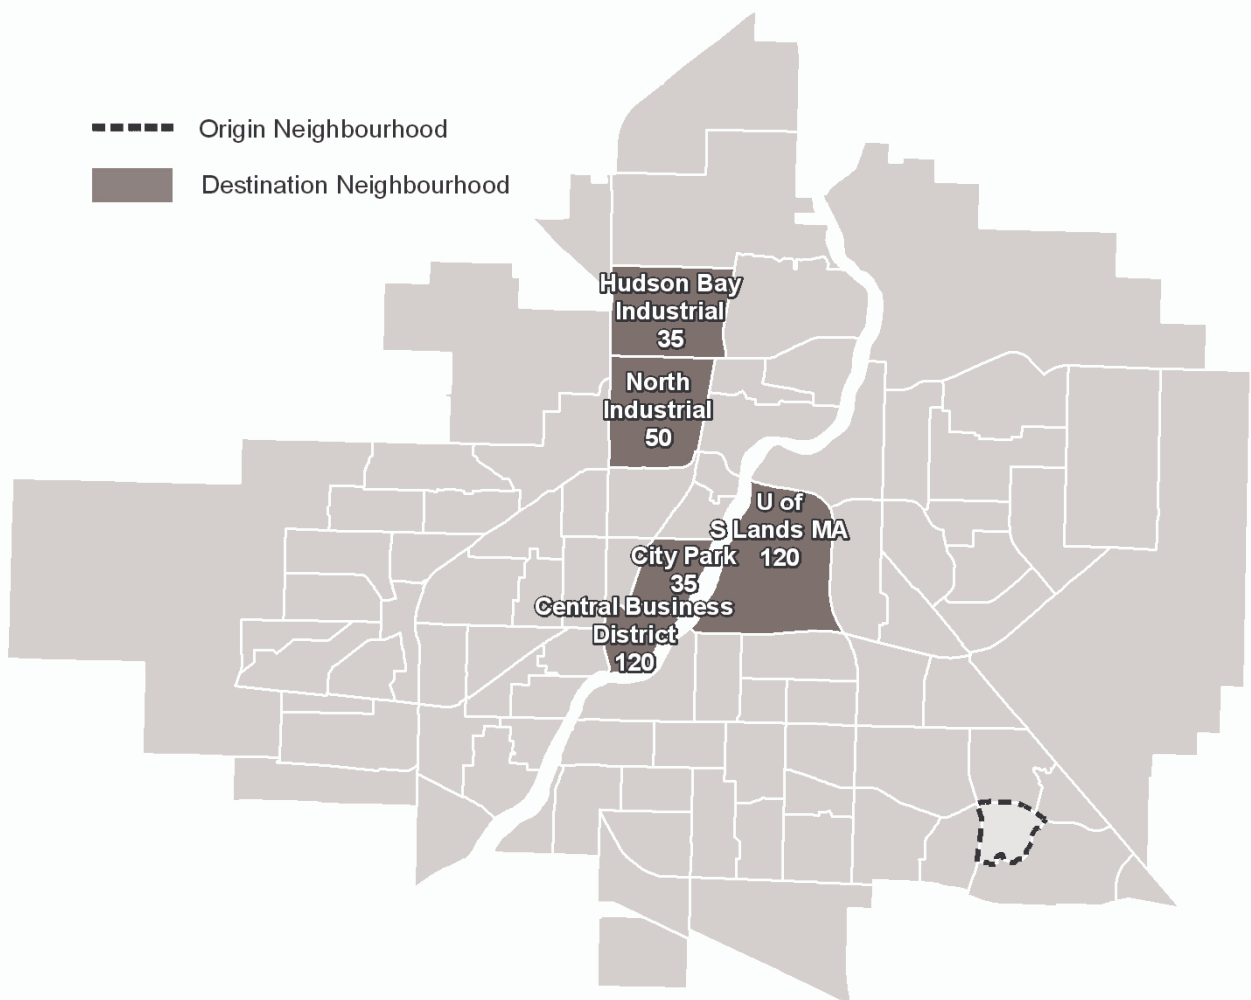 Origin Neighbourhood
Destination Neighbourhood
Hudson Bay
Industrial
35
North
Industrial
50
U of
S Lands MA
120
City Park
35
Central Business
District
120